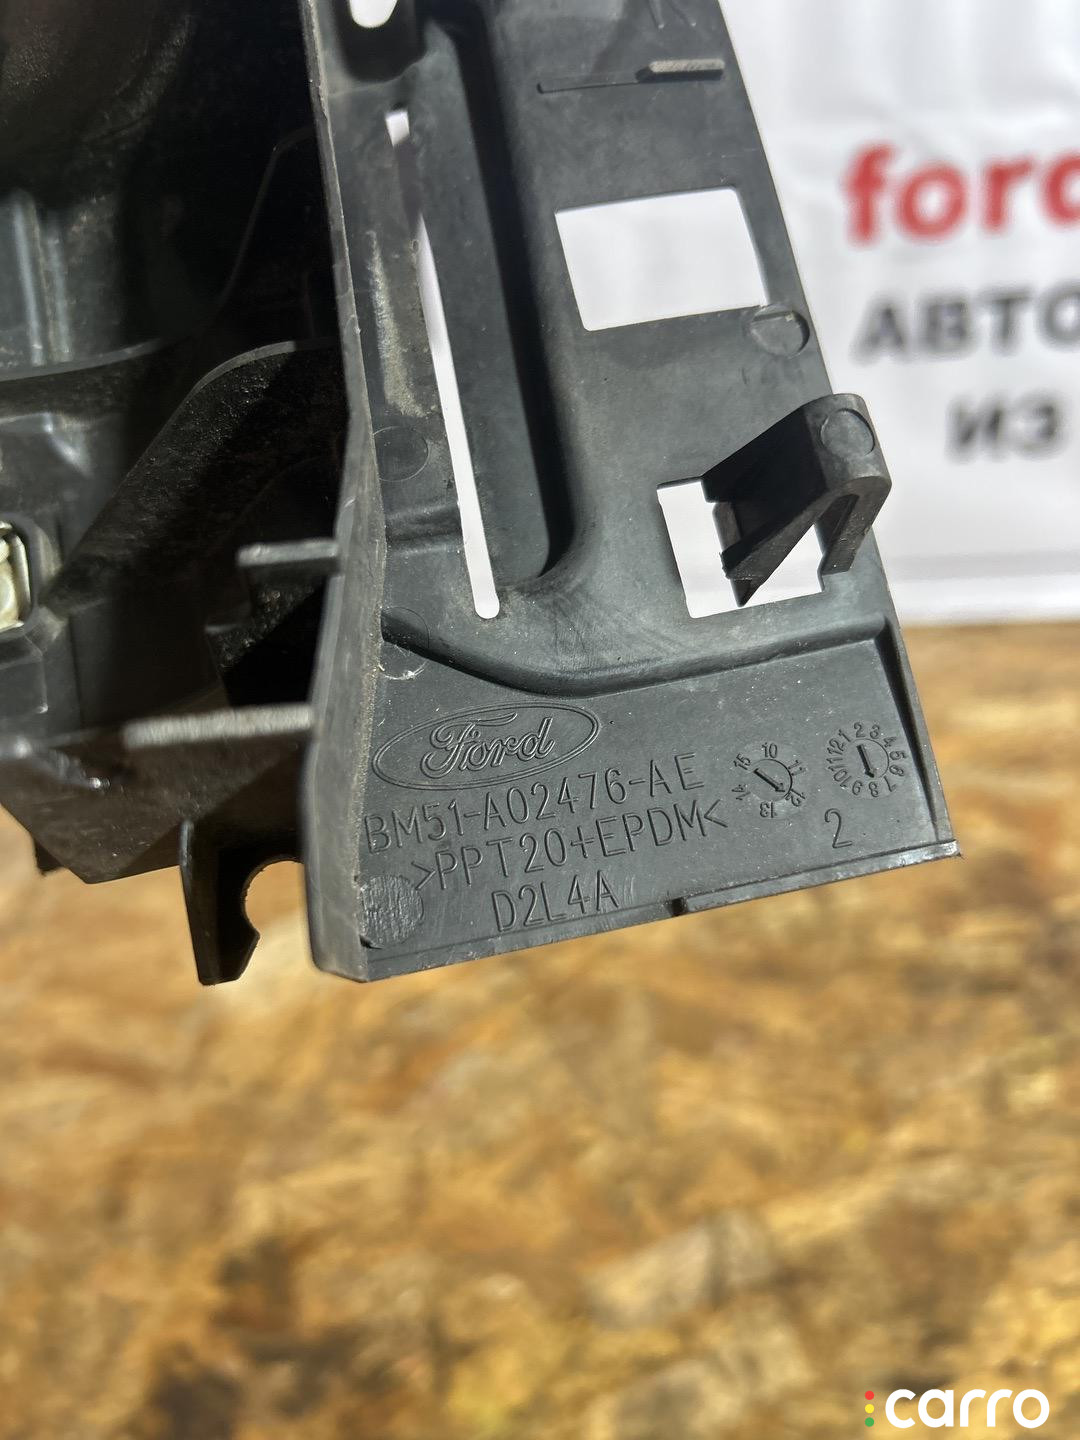 ford
АВТО
ИЗ
Ford
BM51-A02476-AE
>PPT20+EPDM<
D2L4A
10 11 12 13 14 15
1 2 3 4 5 6 7 8 9 10 11 12
2
carro